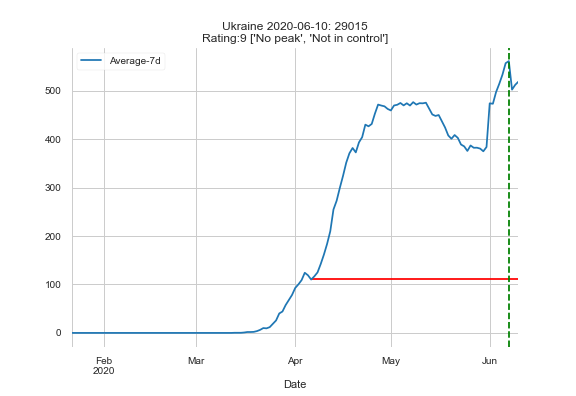 Ukraine 2020-06-10: 29015
Rating:9 ['No peak', 'Not in control']
Average-7d
500
400
300
200
100
0
Feb
2020
Mar
Apr
May
Jun
Date